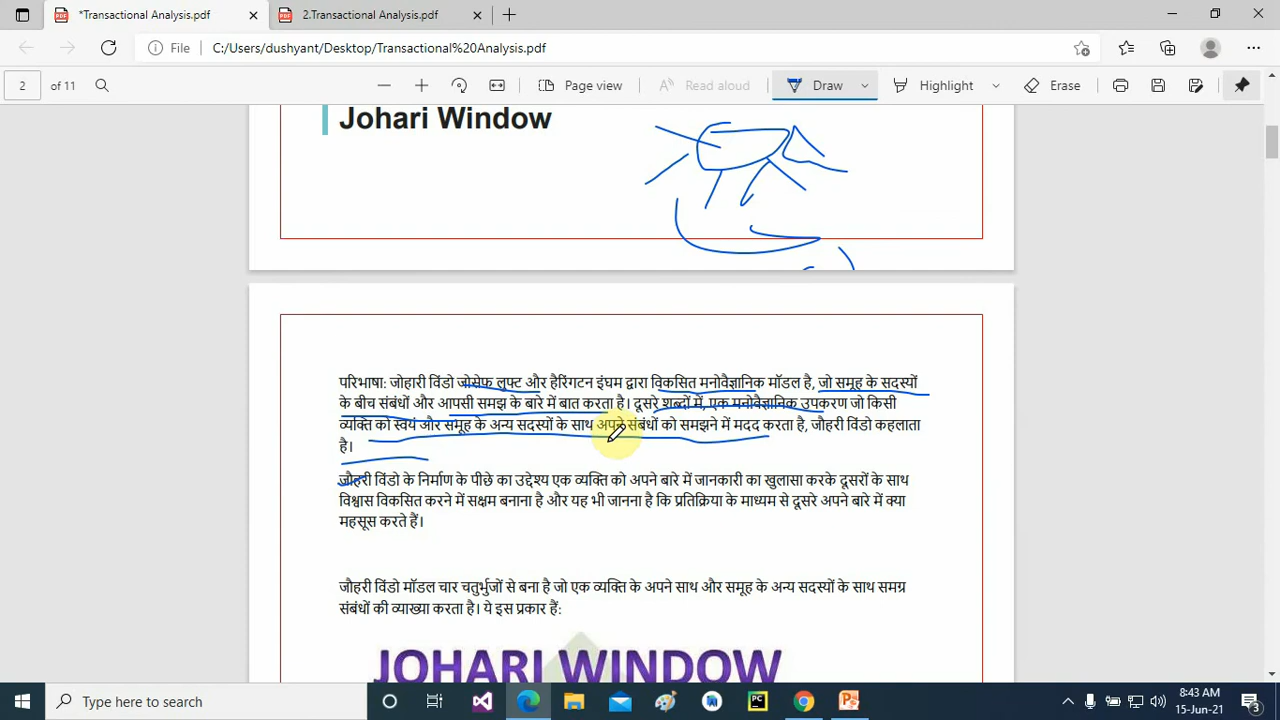 *Transactional Analysis.pdf
2.Transactional Analysis.pdf
File
C:/Users/dushyant/Desktop/Transactional%20Analysis.pdf
2 of 11
Page view
Read aloud
Draw
Highlight
Erase
Johari Window
परिभाषा: जोहारी विंडो जोसेफ लुफ्ट और हैरिंगटन इंघम द्वारा विकसित मनोवैज्ञानिक मॉडल है, जो समूह के सदस्यों
के बीच संबंधों और आपसी समझ के बारे में बात करता है। दूसरे शब्दों में, एक मनोवैज्ञानिक उपकरण जो किसी
व्यक्ति को स्वयं और समूह के अन्य सदस्यों के साथ अपने संबंधों को समझने में मदद करता है, जौहरी विंडो कहलाता
है।
जौहरी विंडो के निर्माण के पीछे का उद्देश्य एक व्यक्ति को अपने बारे में जानकारी का खुलासा करके दूसरों के साथ
विश्वास विकसित करने में सक्षम बनाना है और यह भी जानना है कि प्रतिक्रिया के माध्यम से दूसरे अपने बारे में क्या
महसूस करते हैं।
जौहरी विंडो मॉडल चार चतुर्भुजों से बना है जो एक व्यक्ति के अपने साथ और समूह के अन्य सदस्यों के साथ समग्र
संबंधों की व्याख्या करता है। ये इस प्रकार हैं:
JOHARI WINDOW
Type here to search
8:43 AM
15-Jun-21
3